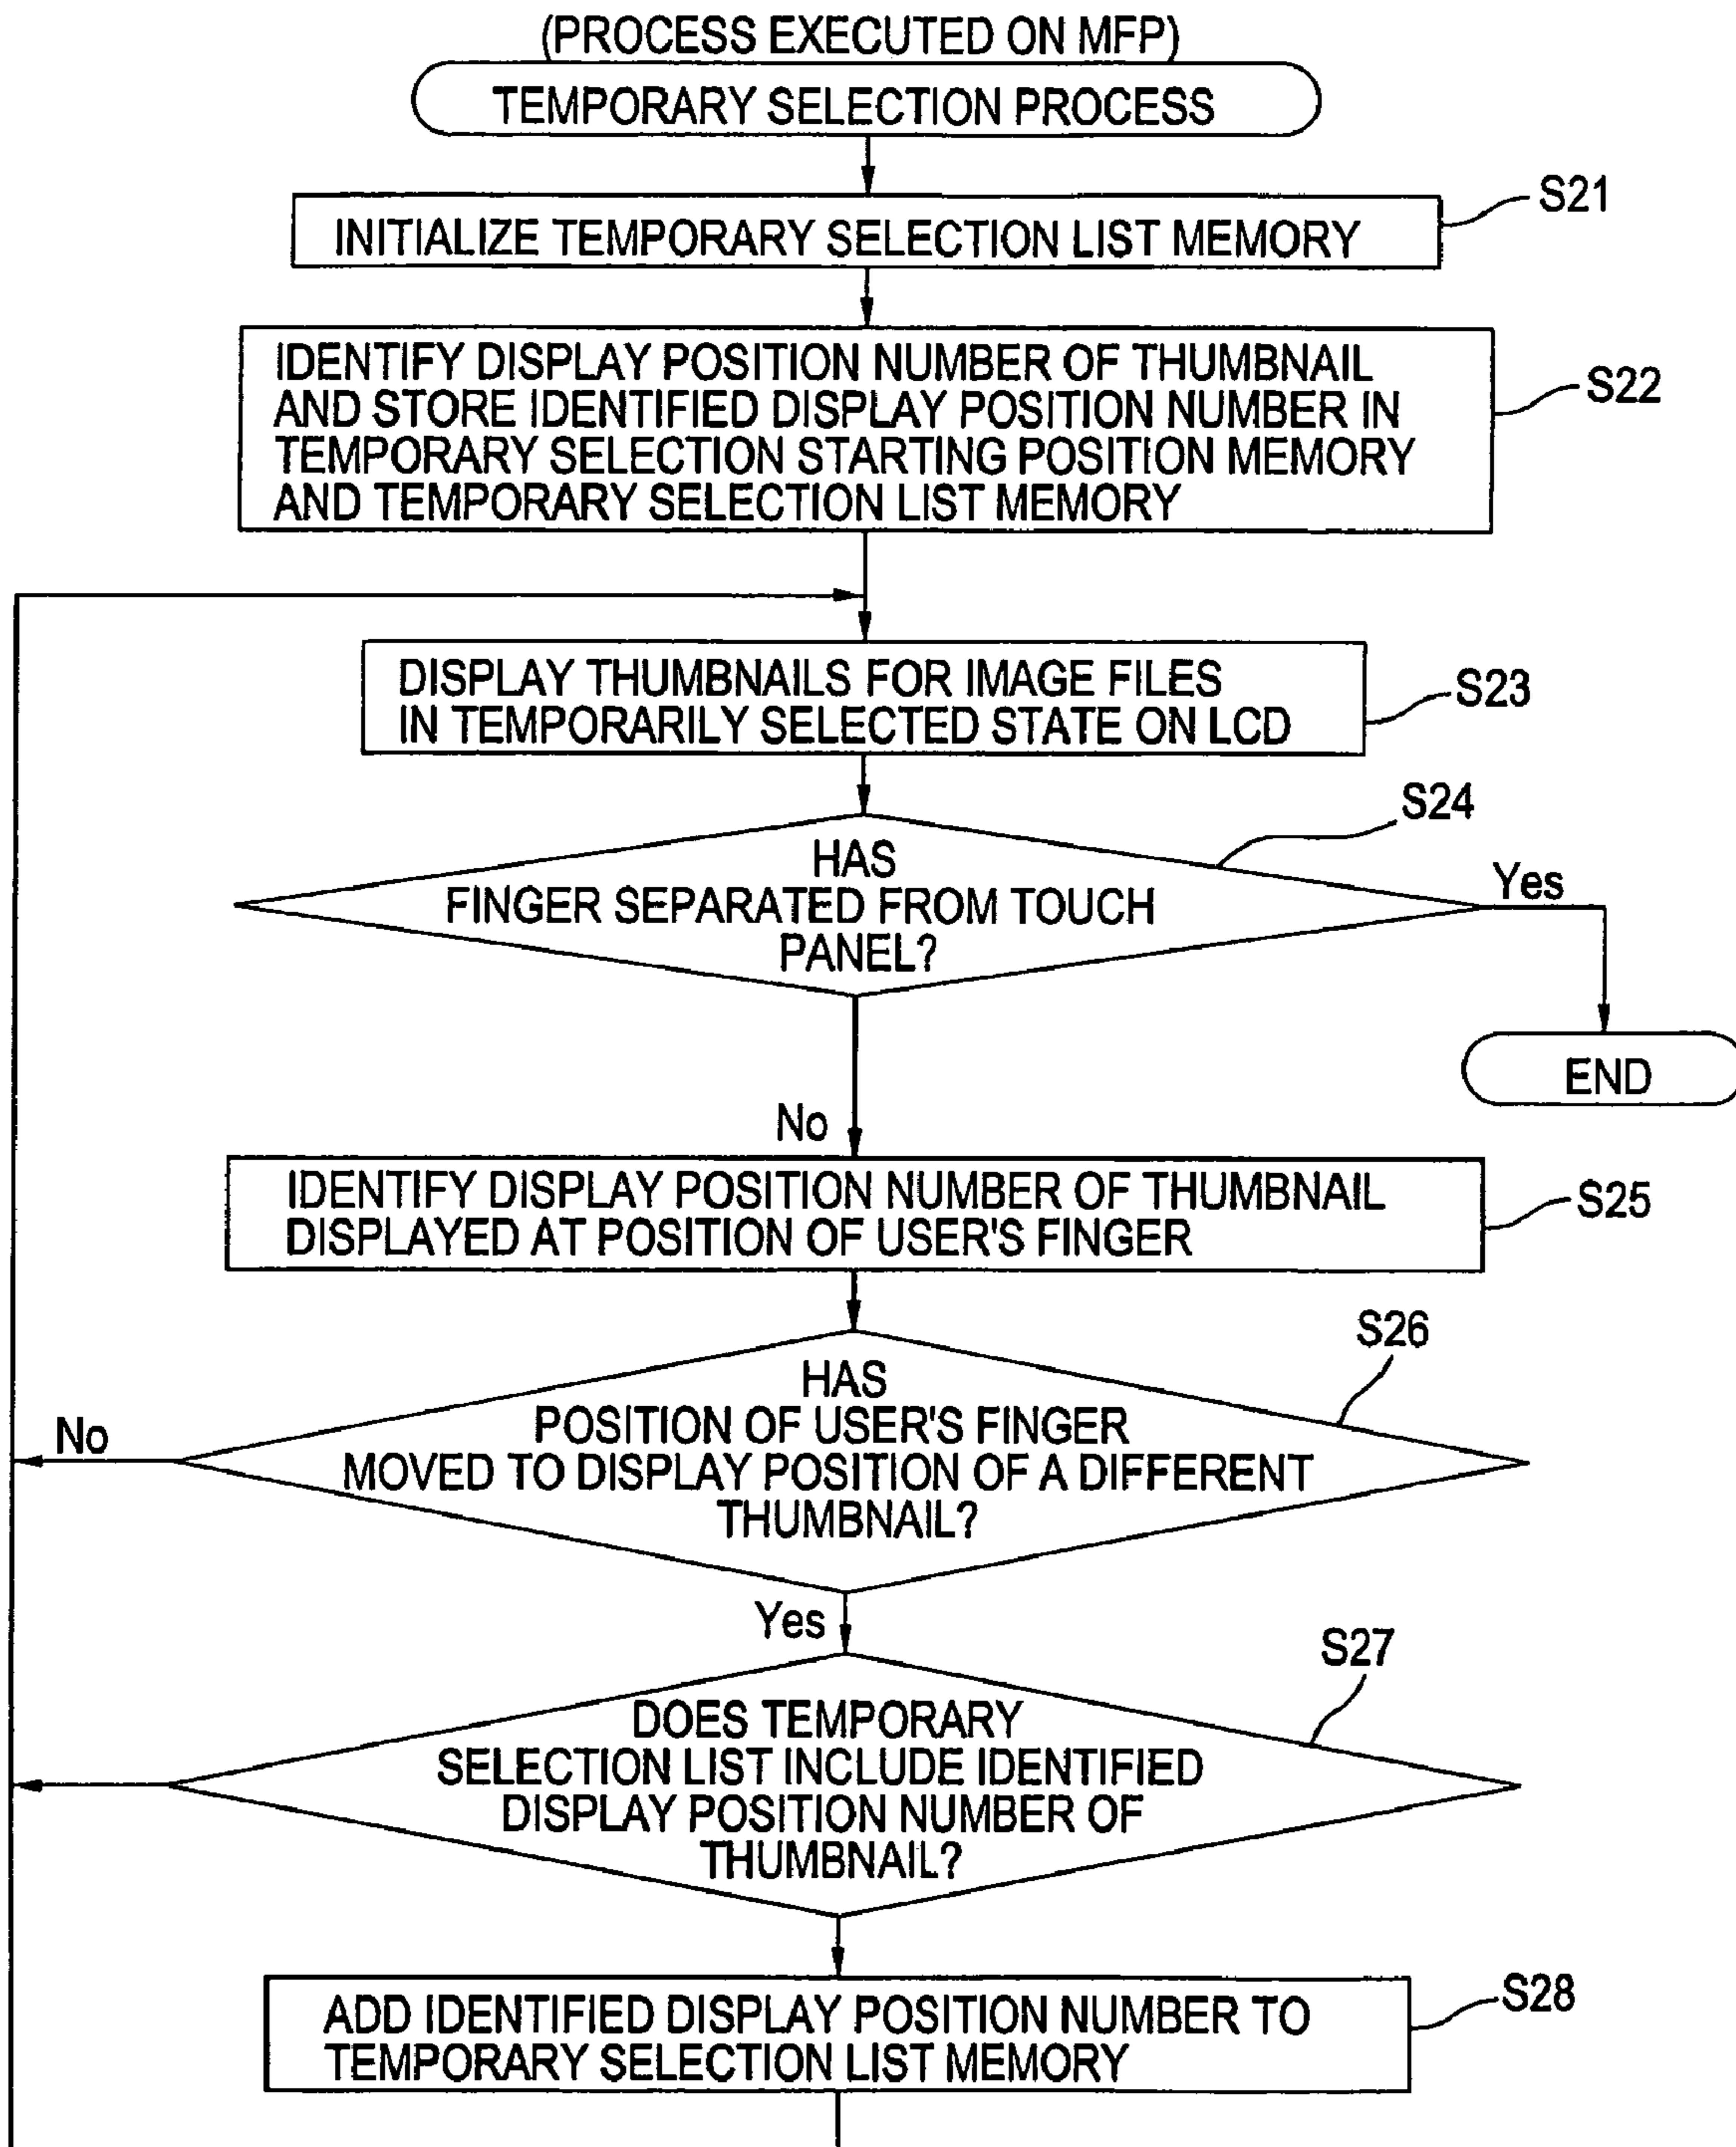 (PROCESS EXECUTED ON MFP)
TEMPORARY SELECTION PROCESS
S21
INITIALIZE TEMPORARY SELECTION LIST MEMORY
IDENTIFY DISPLAY POSITION NUMBER OF THUMBNAIL
AND STORE IDENTIFIED DISPLAY POSITION NUMBER IN
TEMPORARY SELECTION STARTING POSITION MEMORY
AND TEMPORARY SELECTION LIST MEMORY
S22
DISPLAY THUMBNAILS FOR IMAGE FILES
IN TEMPORARILY SELECTED STATE ON LCD
S23
S24
HAS
FINGER SEPARATED FROM TOUCH
PANEL?
Yes
END
No
IDENTIFY DISPLAY POSITION NUMBER OF THUMBNAIL
DISPLAYED AT POSITION OF USER'S FINGER
S25
S26
HAS
POSITION OF USER'S FINGER
MOVED TO DISPLAY POSITION OF A DIFFERENT
THUMBNAIL?
No
Yes
S27
DOES TEMPORARY
SELECTION LIST INCLUDE IDENTIFIED
DISPLAY POSITION NUMBER OF
THUMBNAIL?
S28
ADD IDENTIFIED DISPLAY POSITION NUMBER TO
TEMPORARY SELECTION LIST MEMORY